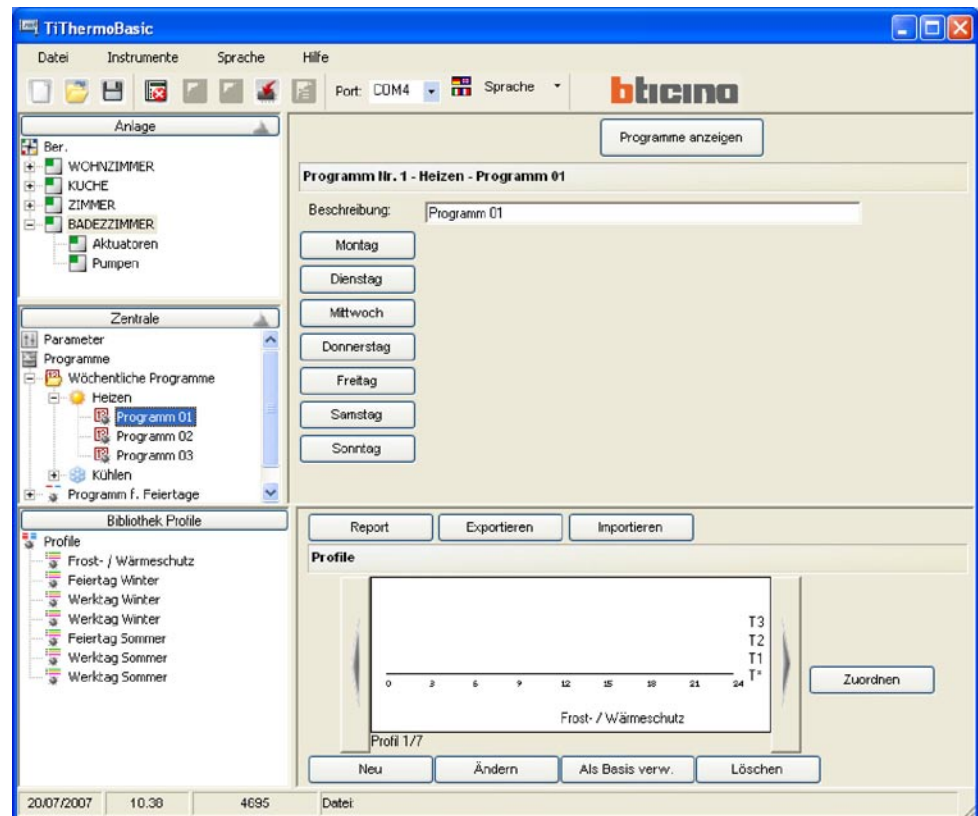 TiThermoBasic
Datei Instrumente Sprache Hilfe
Port: COM4 Sprache bticino
Anlage
Ber.
WOHNZIMMER
KUCHE
ZIMMER
BADEZZIMMER
Aktuatoren
Pumpen
Zentrale
Parameter
Programme
Wöchentliche Programme
Heizen
Programm 01
Programm 02
Programm 03
Kühlen
Programm f. Feiertage
Bibliothek Profile
Profile
Frost- / Wärmeschutz
Feiertag Winter
Werktag Winter
Werktag Winter
Feiertag Sommer
Werktag Sommer
Werktag Sommer
Programme anzeigen
Programm Nr. 1 - Heizen - Programm 01
Beschreibung: Programm 01
Montag
Dienstag
Mittwoch
Donnerstag
Freitag
Samstag
Sonntag
Report Exportieren Importieren
Profile
T3
T2
T1
T*
0 3 6 9 12 15 18 21 24
Frost- / Wärmeschutz
Profil 1/7
Zuordnen
Neu Ändern Als Basis verw. Löschen
20/07/2007 10.38 4695 Datei: